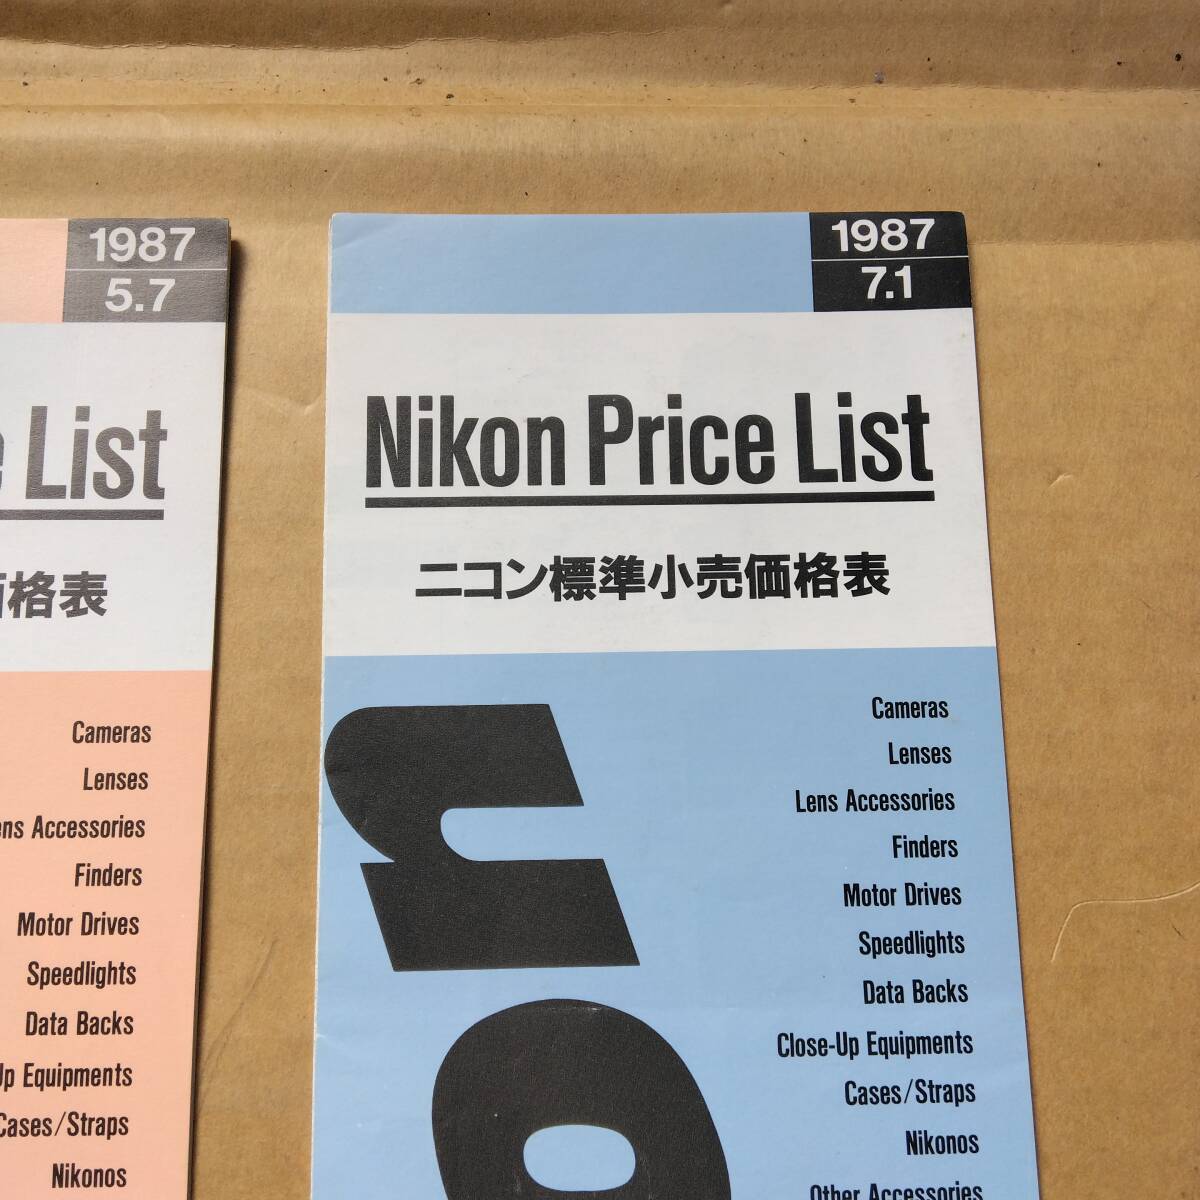 1987
5.7
List
格表
Cameras
Lenses
Accessories
Finders
Motor Drives
Speedlights
Data Backs
Up Equipments
Cases/Straps
Nikonos
1987
7.1
Nikon Price List
ニコン標準小売価格表
Cameras
Lenses
Lens Accessories
Finders
Motor Drives
Speedlights
Data Backs
Close-Up Equipments
Cases/Straps
Nikonos
Other Accessories